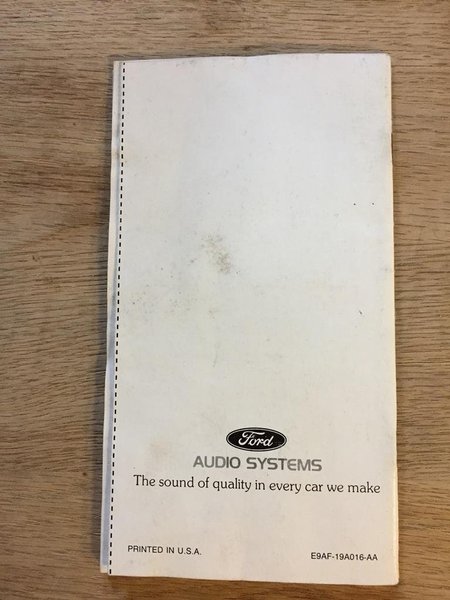 Ford
AUDIO SYSTEMS
The sound of quality in every car we make
PRINTED IN U.S.A.
E9AF-19A016-AA